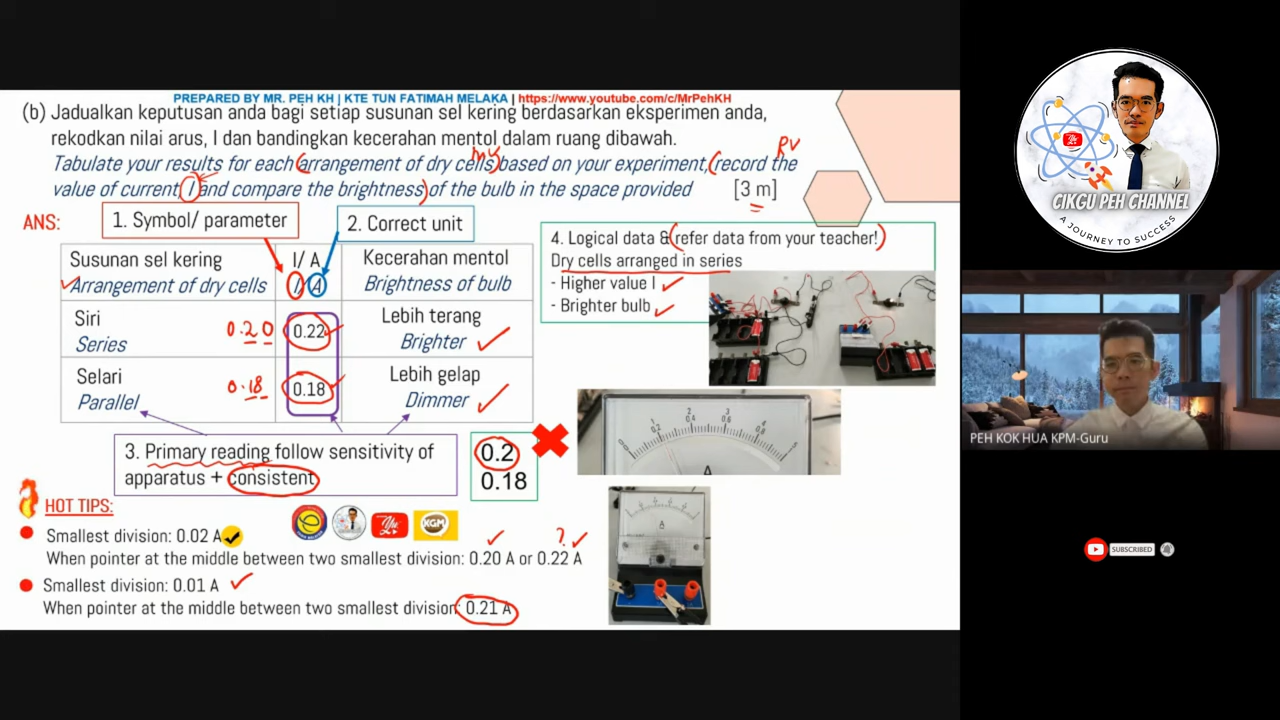 PREPARED BY MR. PEH KH | KTE TUN FATIMAH MELAKA | https://www.youtube.com/c/MrPehKH
(b) Jadualkan keputusan anda bagi setiap susunan sel kering berdasarkan eksperimen anda,
rekodkan nilai arus, I dan bandingkan kecerahan mentol dalam ruang dibawah.
MV
RV
Tabulate your results for each (arrangement of dry cells) based on your experiment, (record the
value of current, I and compare the brightness) of the bulb in the space provided [3 m]
ANS:
1. Symbol/ parameter
2. Correct unit
Susunan sel kering I/ A Kecerahan mentol
Arrangement of dry cells I/ A Brightness of bulb
Siri 0.20 0.22 Lebih terang
Series Brighter
Selari 0.18 0.18 Lebih gelap
Parallel Dimmer
3. Primary reading follow sensitivity of
apparatus + consistent
0.2
0.18
4. Logical data & (refer data from your teacher!)
Dry cells arranged in series
- Higher value I
- Brighter bulb
HOT TIPS:
Smallest division: 0.02 A
When pointer at the middle between two smallest division: 0.20 A or 0.22 A
?
Smallest division: 0.01 A
When pointer at the middle between two smallest division: 0.21 A
XGM
A
CIKGU PEH CHANNEL
A JOURNEY TO SUCCESS
PEH KOK HUA KPM-Guru
SUBSCRIBED